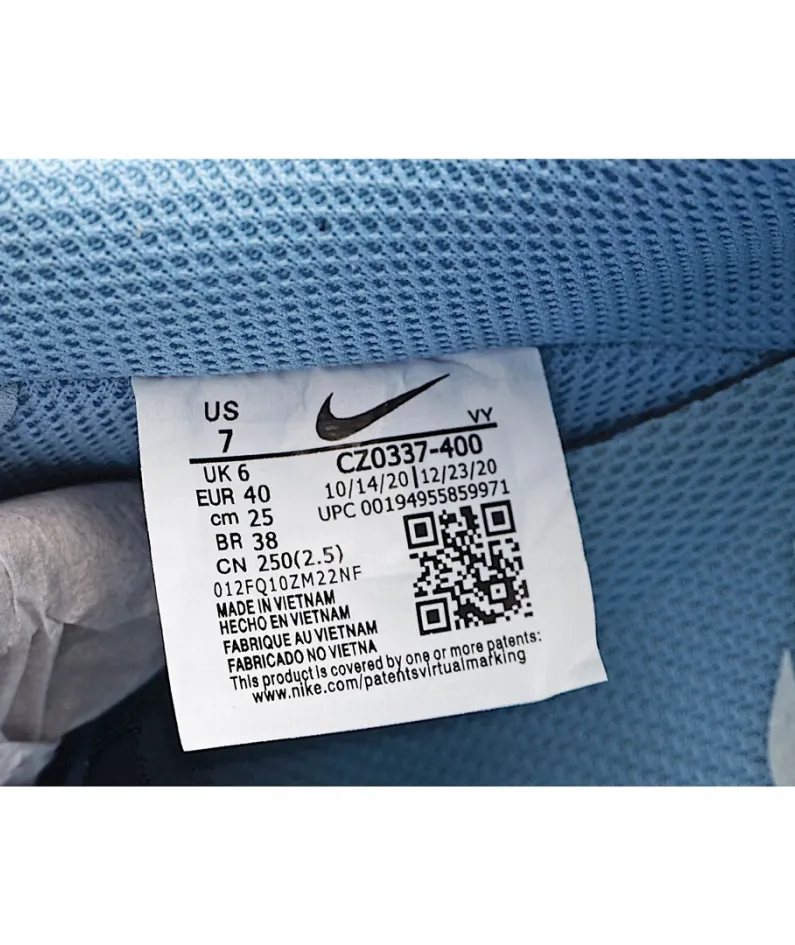 US
7
VY
UK 6
EUR 40
cm 25
BR 38
CN 250(2.5)
CZ0337-400
10/14/20|12/23/20
UPC 00194955859971
012FQ10ZM22NF
MADE IN VIETNAM
HECHO EN VIETNAM
FABRIQUE AU VIETNAM
FABRICADO NO VIETNA
This product is covered by one or more patents:
www.nike.com/patentsvirtualmarking